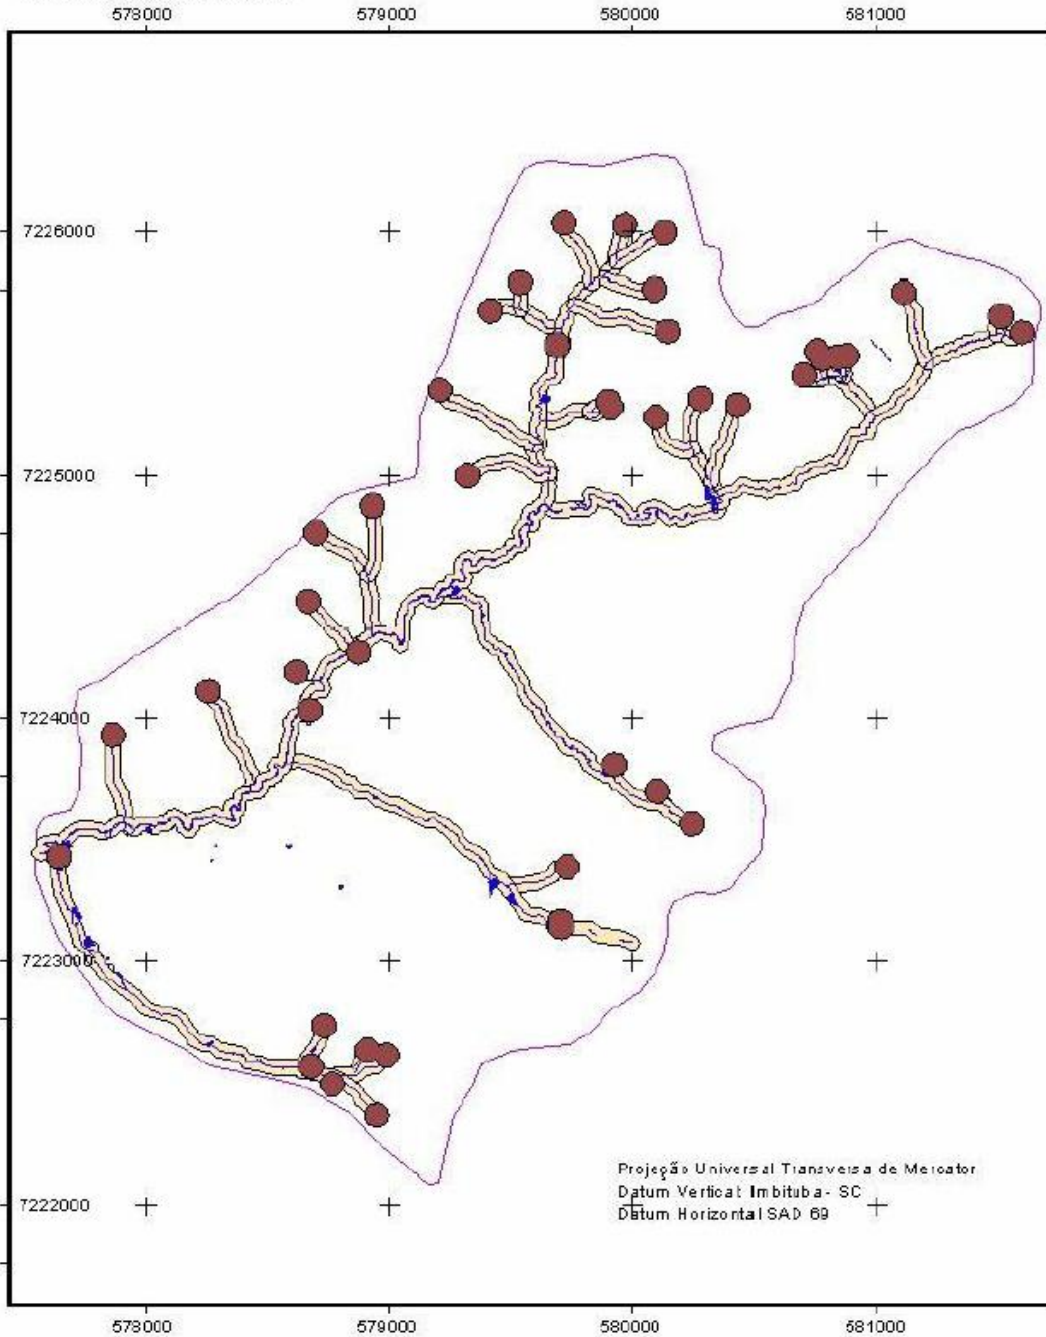 578000 579000 580000 581000
7226000
7225000
7224000
7223000
7222000
Projeção Universal Transversa de Mercator
Datum Vertical: Imbituba - SC
Datum Horizontal SAD 69
578000 579000 580000 581000